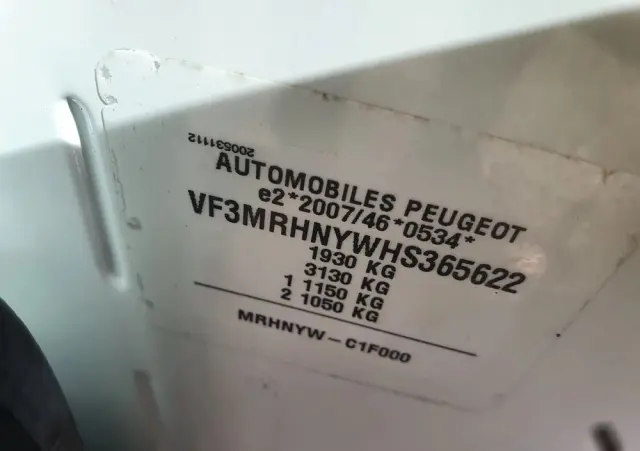 200531112
AUTOMOBILES PEUGEOT
e2*2007/46*0534*
VF3MRHNYWHS365622
1930 KG
3130 KG
1 1150 KG
2 1050 KG
MRHNYW-C1F000